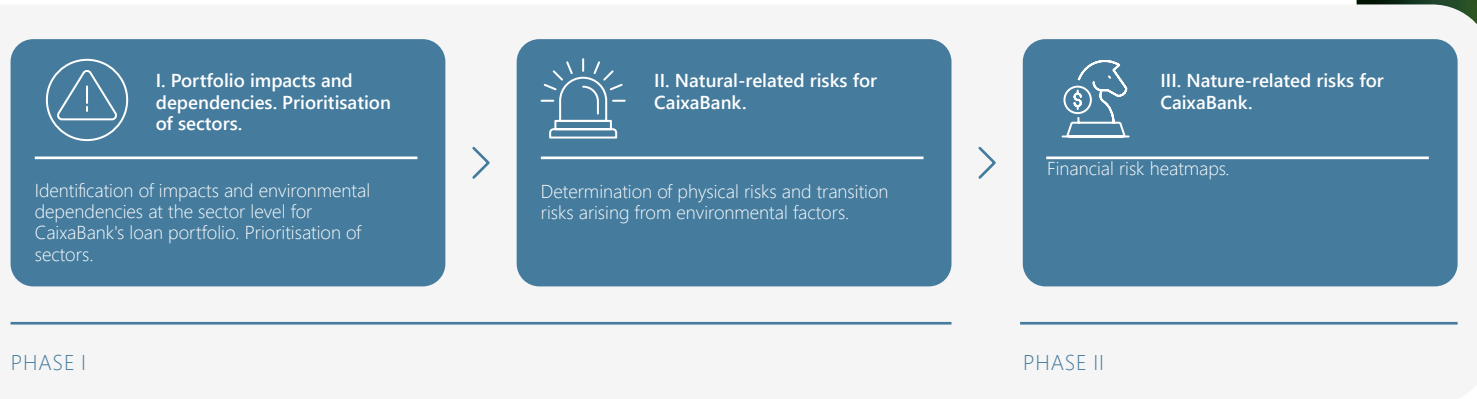 I. Portfolio impacts and
dependencies. Prioritisation
of sectors.
Identification of impacts and environmental
dependencies at the sector level for
CaixaBank's loan portfolio. Prioritisation of
sectors.
II. Natural-related risks for
CaixaBank.
Determination of physical risks and transition
risks arising from environmental factors.
$
III. Nature-related risks for
CaixaBank.
Financial risk heatmaps.
PHASE I
PHASE II